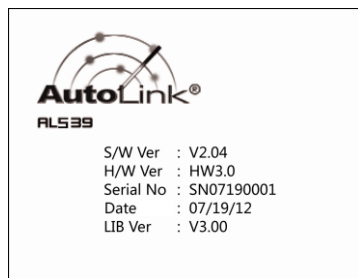 AutoLink®
AL539
S/W Ver : V2.04
H/W Ver : HW3.0
Serial No : SN07190001
Date : 07/19/12
LIB Ver : V3.00